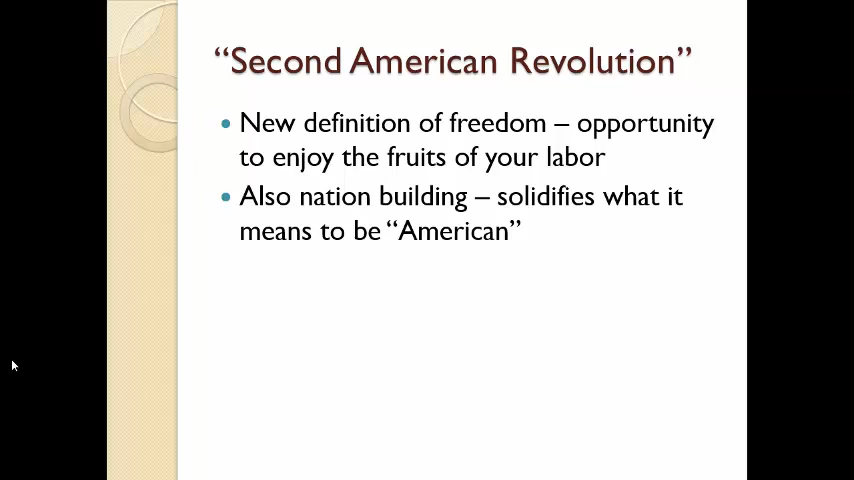 “Second American Revolution”
• New definition of freedom – opportunity
to enjoy the fruits of your labor
• Also nation building – solidifies what it
means to be “American”